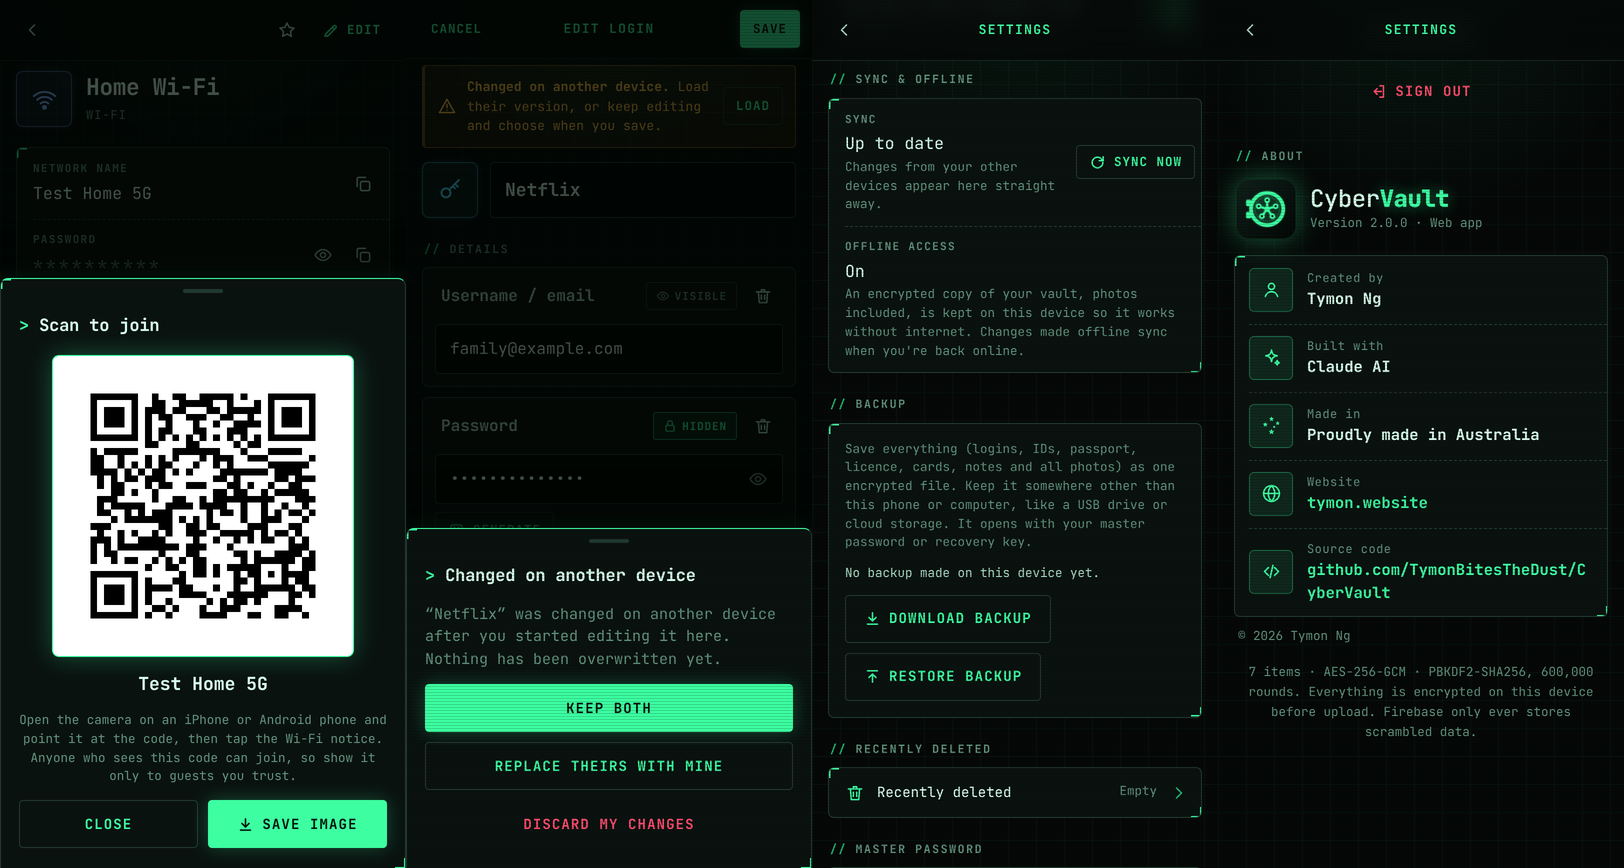 EDIT
Home Wi-Fi
WI-FI
NETWORK NAME
Test Home 5G
PASSWORD
**********
> Scan to join
Test Home 5G
Open the camera on an iPhone or Android phone and
point it at the code, then tap the Wi-Fi notice.
Anyone who sees this code can join, so show it
only to guests you trust.
CLOSE
SAVE IMAGE
CANCEL
EDIT LOGIN
SAVE
Changed on another device. Load
their version, or keep editing
and choose when you save.
LOAD
Netflix
// DETAILS
Username / email
VISIBLE
family@example.com
Password
HIDDEN
••••••••••••••
GENERATE
> Changed on another device
“Netflix” was changed on another device
after you started editing it here.
Nothing has been overwritten yet.
KEEP BOTH
REPLACE THEIRS WITH MINE
DISCARD MY CHANGES
SETTINGS
// SYNC & OFFLINE
SYNC
Up to date
Changes from your other
devices appear here straight
away.
SYNC NOW
OFFLINE ACCESS
On
An encrypted copy of your vault, photos
included, is kept on this device so it works
without internet. Changes made offline sync
when you're back online.
// BACKUP
Save everything (logins, IDs, passport,
licence, cards, notes and all photos) as one
encrypted file. Keep it somewhere other than
this phone or computer, like a USB drive or
cloud storage. It opens with your master
password or recovery key.
No backup made on this device yet.
DOWNLOAD BACKUP
RESTORE BACKUP
// RECENTLY DELETED
Recently deleted
Empty
// MASTER PASSWORD
SETTINGS
SIGN OUT
// ABOUT
CyberVault
Version 2.0.0 · Web app
Created by
Tymon Ng
Built with
Claude AI
Made in
Proudly made in Australia
Website
tymon.website
Source code
github.com/TymonBitesTheDust/C
yberVault
© 2026 Tymon Ng
7 items · AES-256-GCM · PBKDF2-SHA256, 600,000
rounds. Everything is encrypted on this device
before upload. Firebase only ever stores
scrambled data.